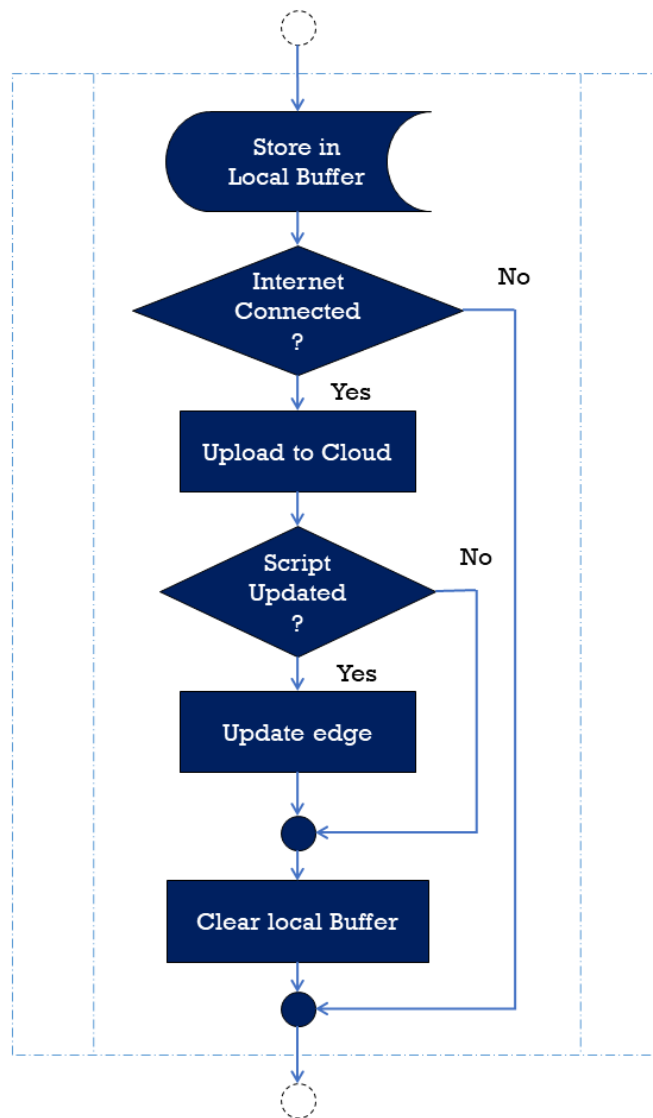 Store in
Local Buffer
Internet
Connected
?
No
Yes
Upload to Cloud
Script
Updated
?
No
Yes
Update edge
Clear local Buffer